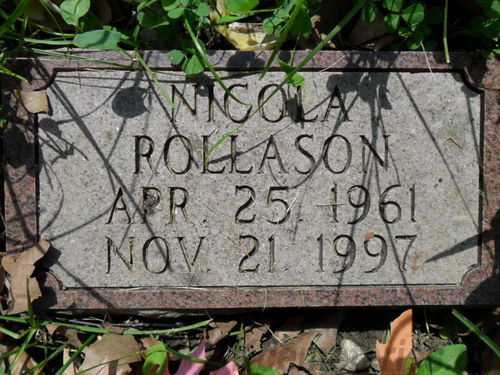 NICOLA
ROLLASON
APR. 25. 1961
NOV. 21. 1997